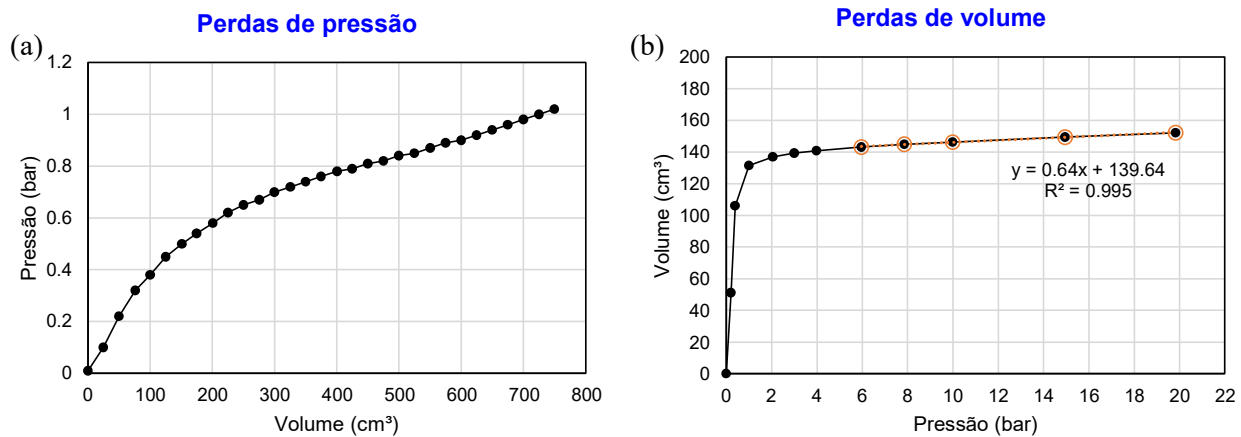 Perdas de pressão
(a)
1.2
1
0.8
0.6
0.4
0.2
0
Pressão (bar)
0 100 200 300 400 500 600 700 800
Volume (cm³)
Perdas de volume
(b)
200
180
160
140
120
100
80
60
40
20
0
Volume (cm³)
y = 0.64x + 139.64
R² = 0.995
0 2 4 6 8 10 12 14 16 18 20 22
Pressão (bar)